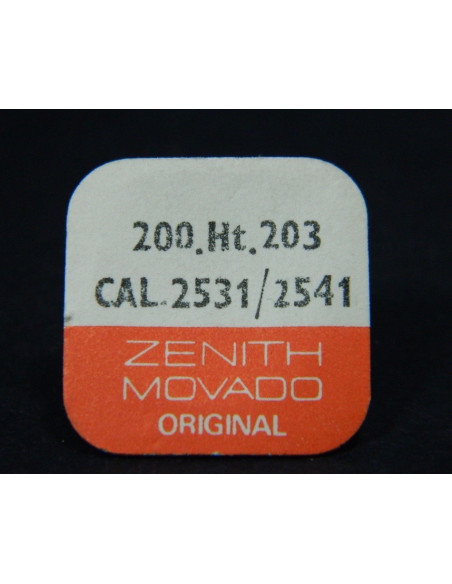 200.Ht.203
CAL.2531/2541
ZENITH
MOVADO
ORIGINAL